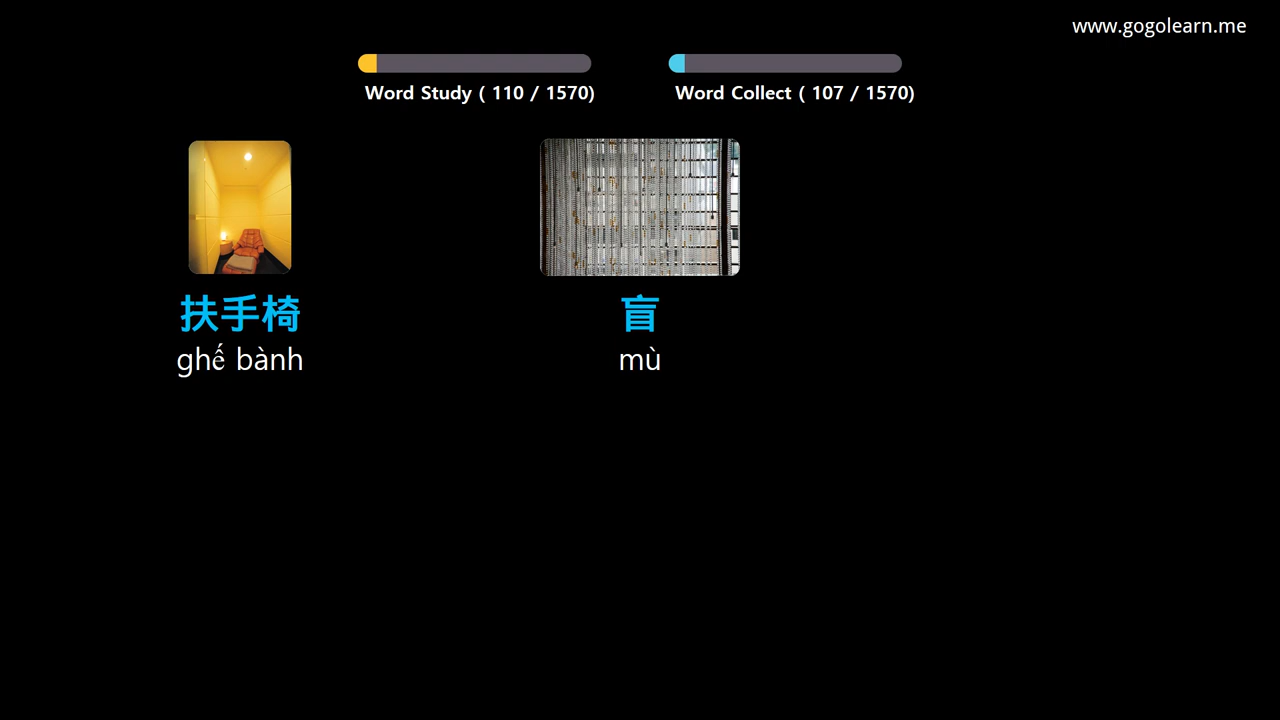 www.gogolearn.me
Word Study ( 110 / 1570)
Word Collect ( 107 / 1570)
扶手椅
ghế bành
盲
mù